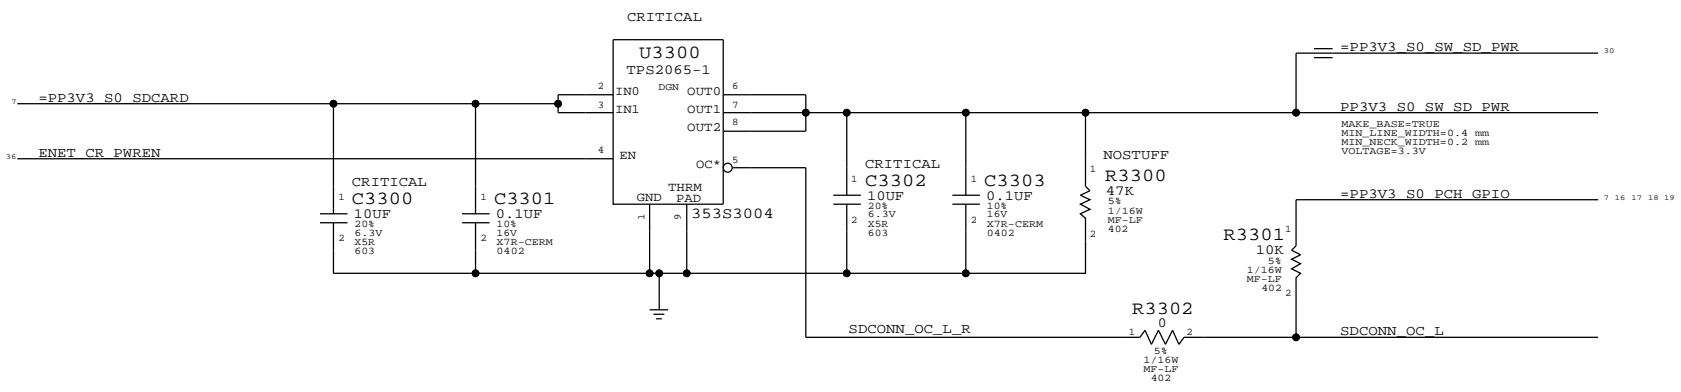 CRITICAL
U3300
TPS2065-1
DGN
2 IN0
3 IN1
4 EN
OUT0 6
OUT1 7
OUT2 8
OC* 5
THRM
GND PAD
1 9
353S3004
7 =PP3V3_S0_SDCARD
36 ENET_CR_PWREN
CRITICAL
1 C3300
10UF
20%
6.3V
2 X5R
603
1 C3301
0.1UF
10%
16V
2 X7R-CERM
0402
CRITICAL
1 C3302
10UF
20%
6.3V
2 X5R
603
1 C3303
0.1UF
10%
16V
2 X7R-CERM
0402
NOSTUFF
1 R3300
47K
5%
1/16W
MF-LF
2 402
=PP3V3_S0_SW_SD_PWR 30
PP3V3_S0_SW_SD_PWR
MAKE_BASE=TRUE
MIN_LINE_WIDTH=0.4 mm
MIN_NECK_WIDTH=0.2 mm
VOLTAGE=3.3V
=PP3V3_S0_PCH_GPIO 7 16 17 18 19
R3301 1
10K
5%
1/16W
MF-LF
402 2
SDCONN_OC_L_R
R3302
0
1 2
5%
1/16W
MF-LF
402
SDCONN_OC_L